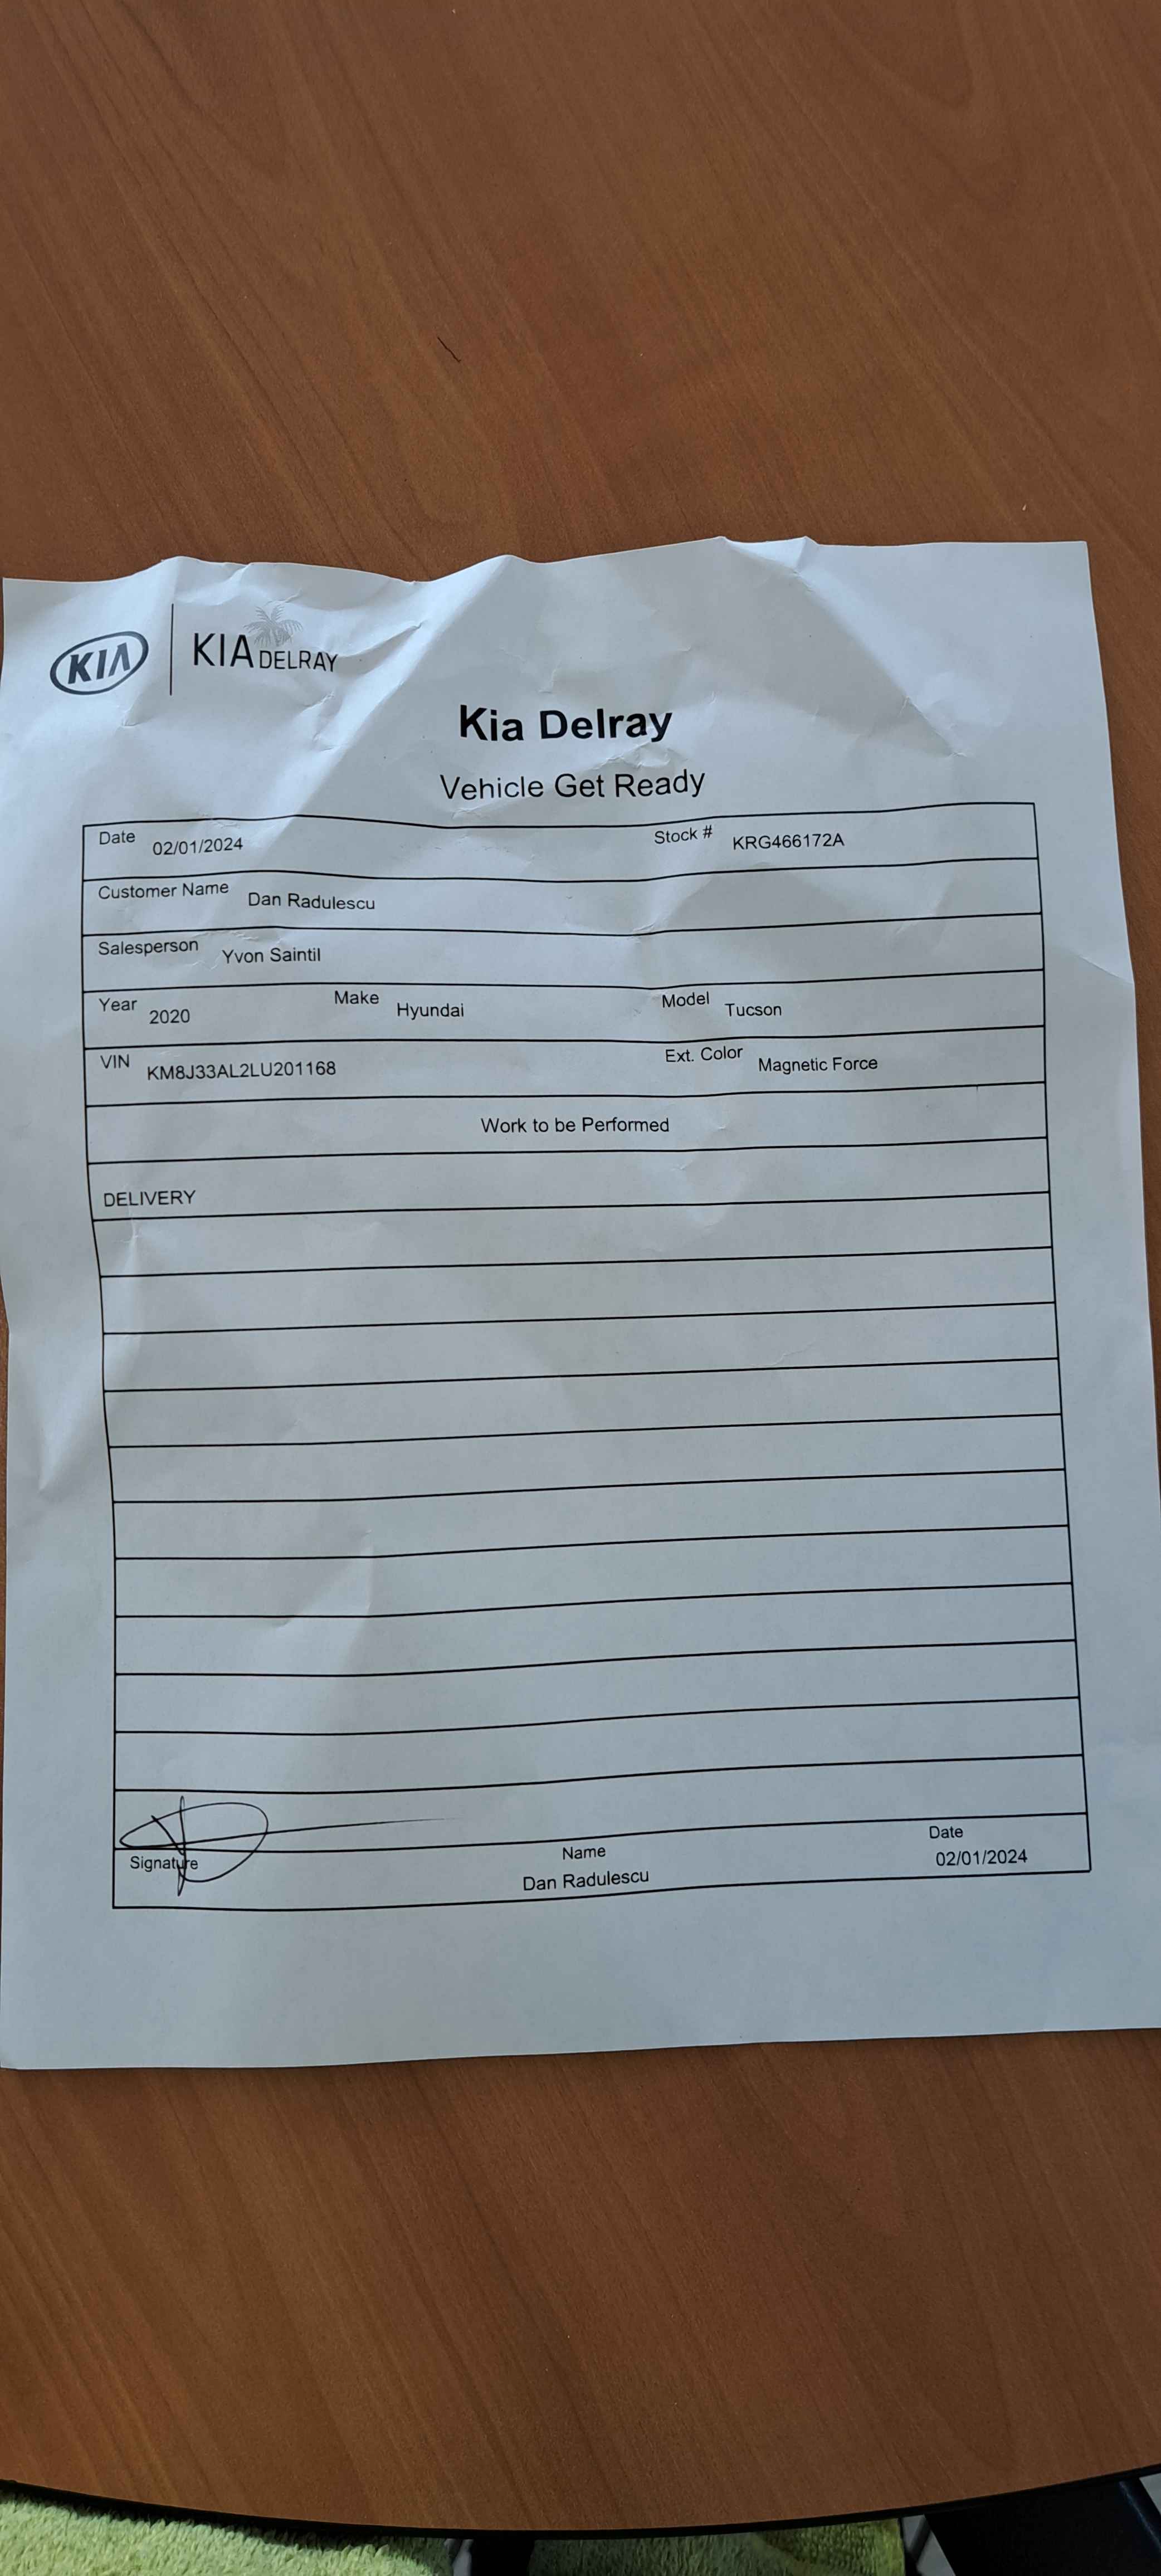 KIA KIA DELRAY
Kia Delray
Vehicle Get Ready
Date 02/01/2024 Stock # KRG466172A
Customer Name Dan Radulescu
Salesperson Yvon Saintil
Year 2020 Make Hyundai Model Tucson
VIN KM8J33AL2LU201168 Ext. Color Magnetic Force
Work to be Performed
DELIVERY
Signature Name Date
Dan Radulescu 02/01/2024